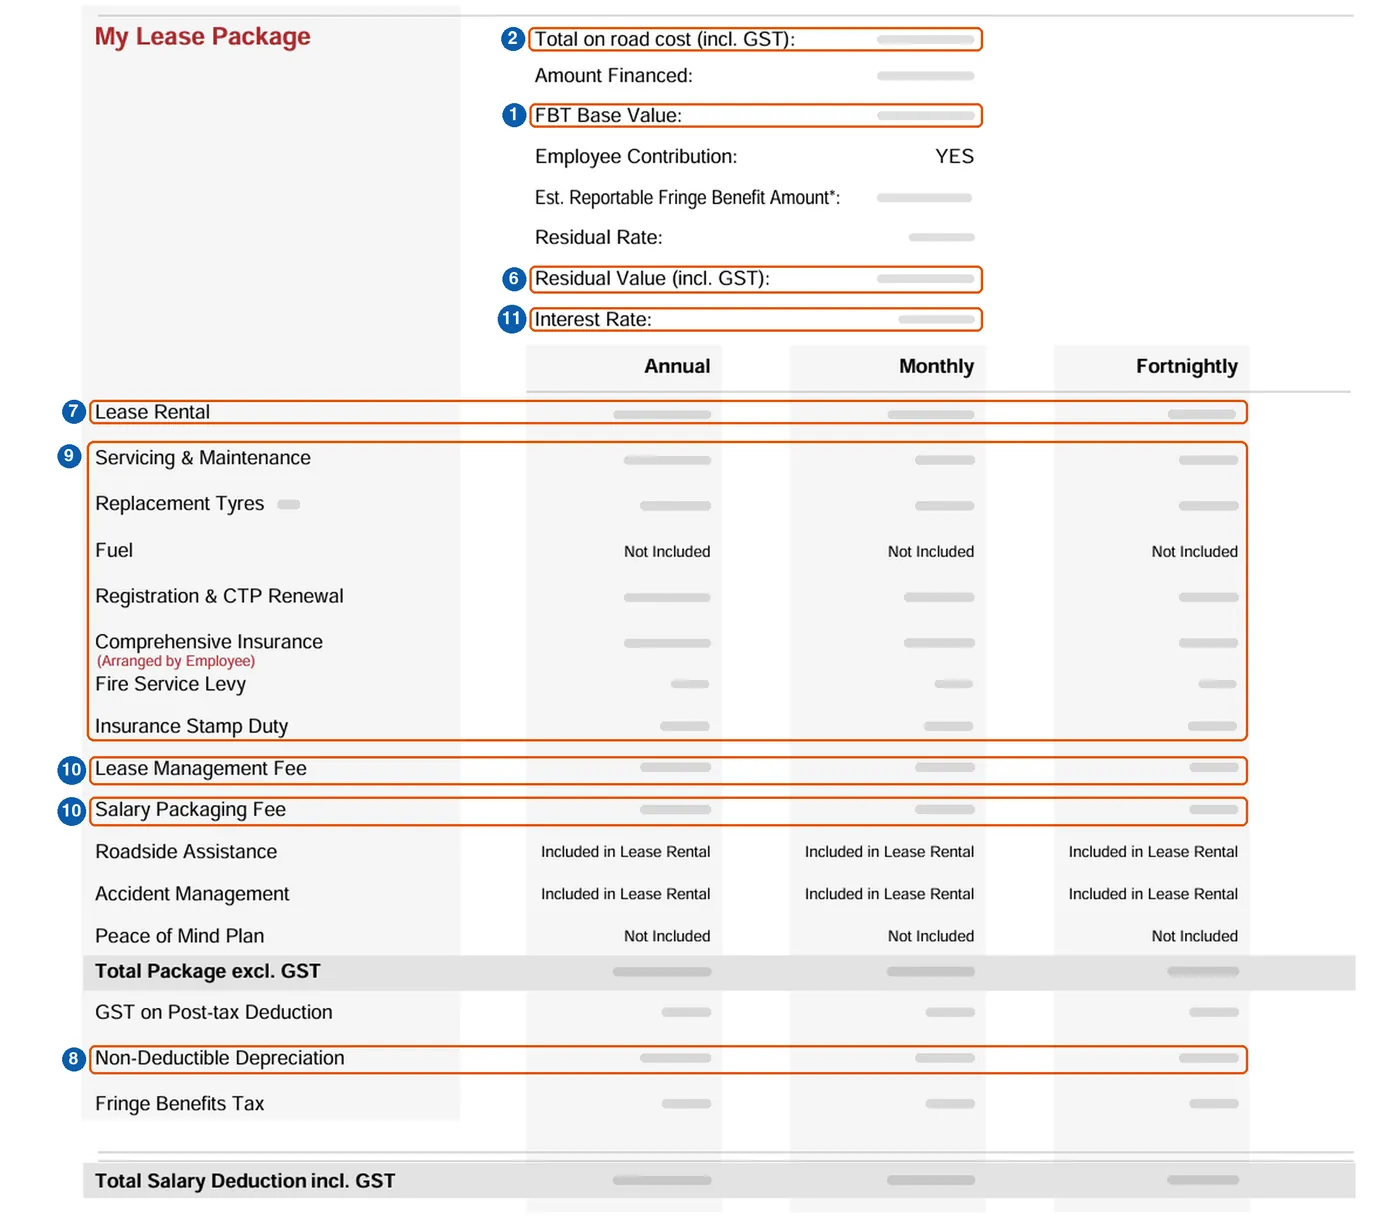 My Lease Package
2 Total on road cost (incl. GST):
Amount Financed:
1 FBT Base Value:
Employee Contribution: YES
Est. Reportable Fringe Benefit Amount*:
Residual Rate:
6 Residual Value (incl. GST):
11 Interest Rate:
Annual Monthly Fortnightly
7 Lease Rental
9 Servicing & Maintenance
Replacement Tyres
Fuel Not Included Not Included Not Included
Registration & CTP Renewal
Comprehensive Insurance
(Arranged by Employee)
Fire Service Levy
Insurance Stamp Duty
10 Lease Management Fee
10 Salary Packaging Fee
Roadside Assistance Included in Lease Rental Included in Lease Rental Included in Lease Rental
Accident Management Included in Lease Rental Included in Lease Rental Included in Lease Rental
Peace of Mind Plan Not Included Not Included Not Included
Total Package excl. GST
GST on Post-tax Deduction
8 Non-Deductible Depreciation
Fringe Benefits Tax
Total Salary Deduction incl. GST